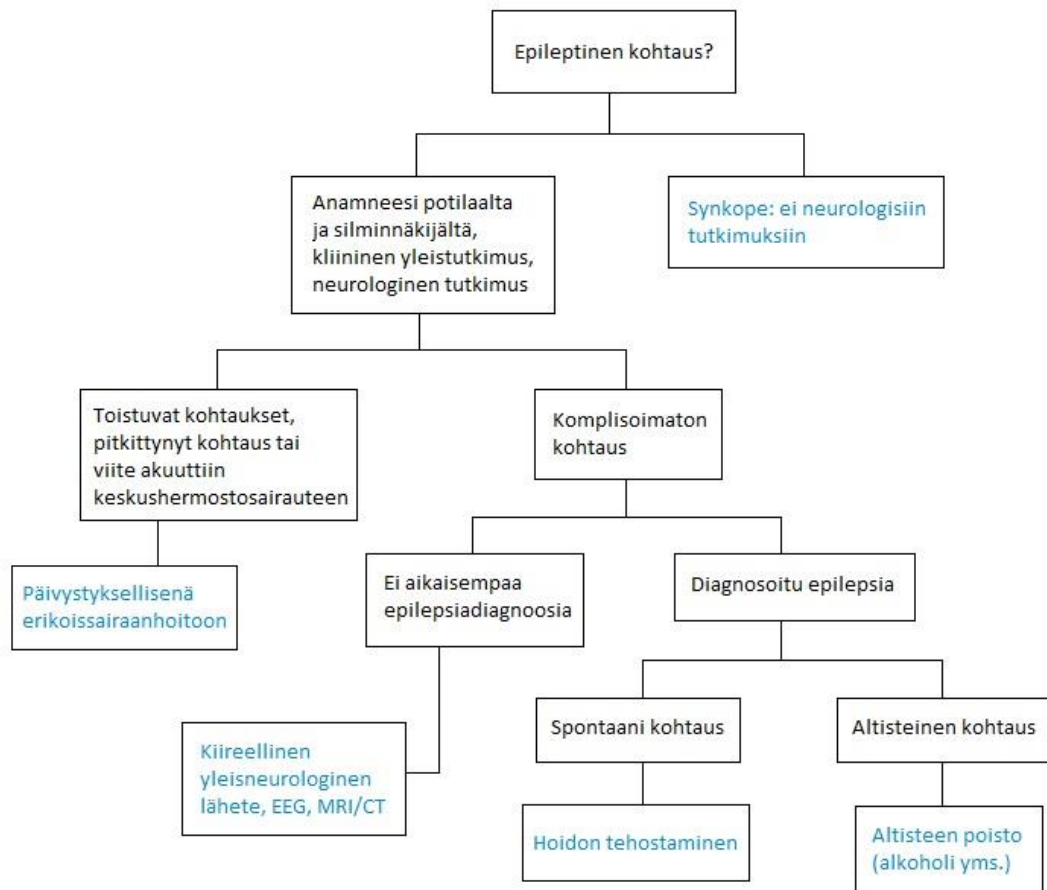 Epileptinen kohtaus?
Anamneesi potilaalta
ja silminnäkijältä,
kliininen yleistutkimus,
neurologinen tutkimus
Synkope: ei neurologisiin
tutkimuksiin
Toistuvat kohtaukset,
pitkittynyt kohtaus tai
viite akuuttiin
keskushermostosairauteen
Komplisoimaton
kohtaus
Päivystyksellisenä
erikoissairaanhoitoon
Ei aikaisempaa
epilepsiadiagnoosia
Diagnosoitu epilepsia
Kiireellinen
yleisneurologinen
lähete, EEG, MRI/CT
Spontaani kohtaus
Altisteinen kohtaus
Hoidon tehostaminen
Altisteen poisto
(alkoholi yms.)